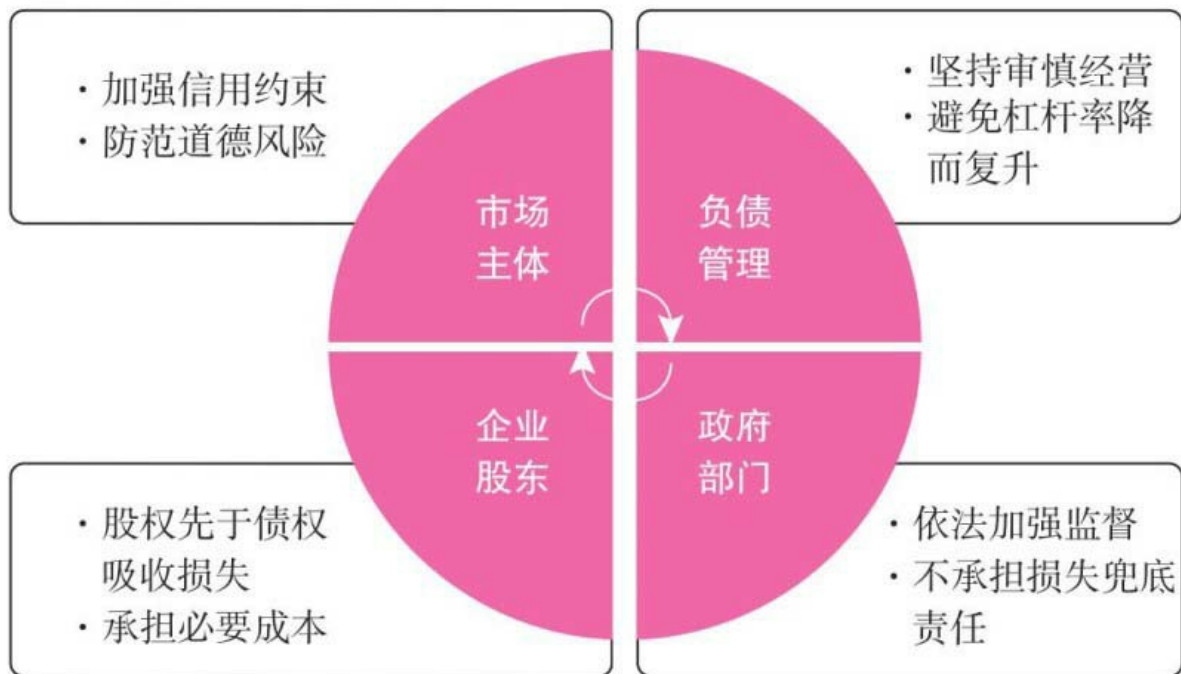 · 加强信用约束
· 防范道德风险
市场
主体
· 坚持审慎经营
· 避免杠杆率降
而复升
负债
管理
企业
股东
· 股权先于债权
吸收损失
· 承担必要成本
政府
部门
· 依法加强监督
· 不承担损失兜底
责任